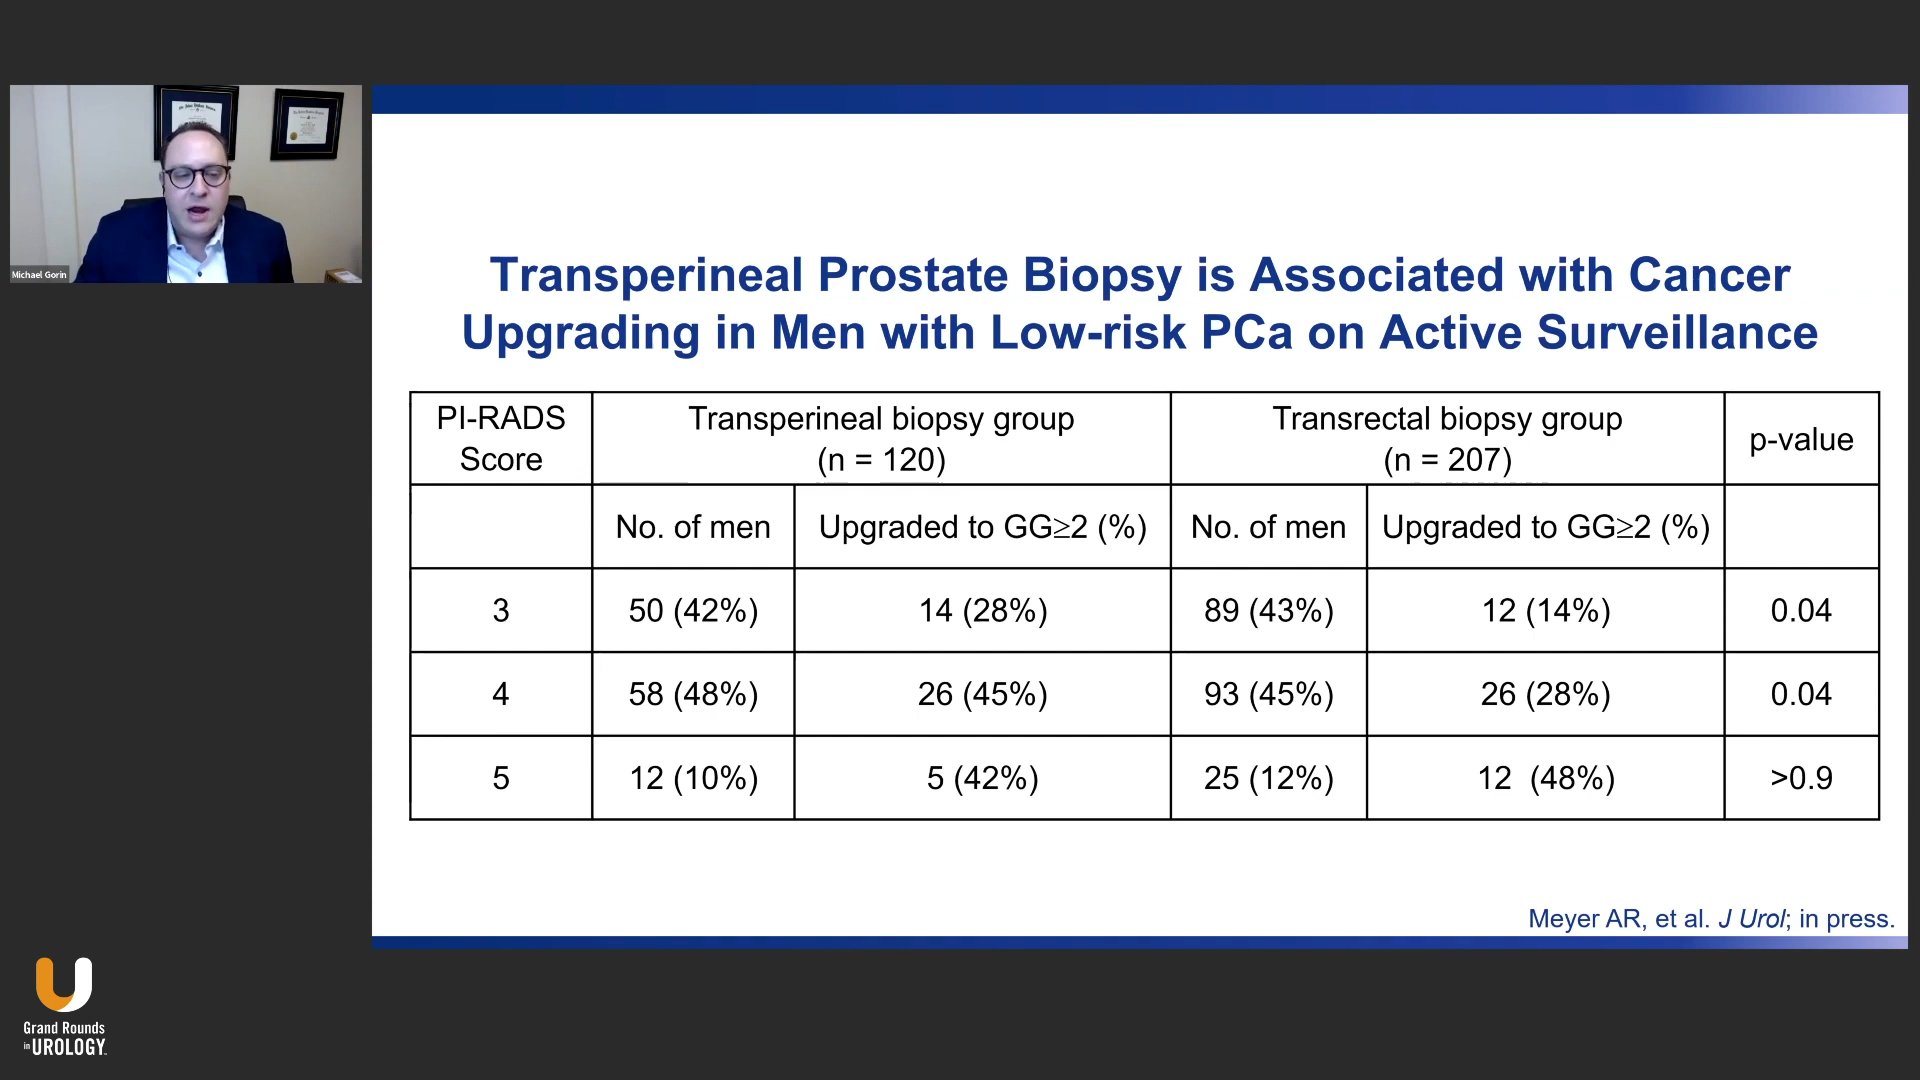 Michael Gorin
Transperineal Prostate Biopsy is Associated with Cancer
Upgrading in Men with Low-risk PCa on Active Surveillance
PI-RADS Score Transperineal biopsy group (n = 120) Transrectal biopsy group (n = 207) p-value
No. of men Upgraded to GG≥2 (%) No. of men Upgraded to GG≥2 (%)
3 50 (42%) 14 (28%) 89 (43%) 12 (14%) 0.04
4 58 (48%) 26 (45%) 93 (45%) 26 (28%) 0.04
5 12 (10%) 5 (42%) 25 (12%) 12 (48%) >0.9
Meyer AR, et al. J Urol; in press.
Grand Rounds
in UROLOGY